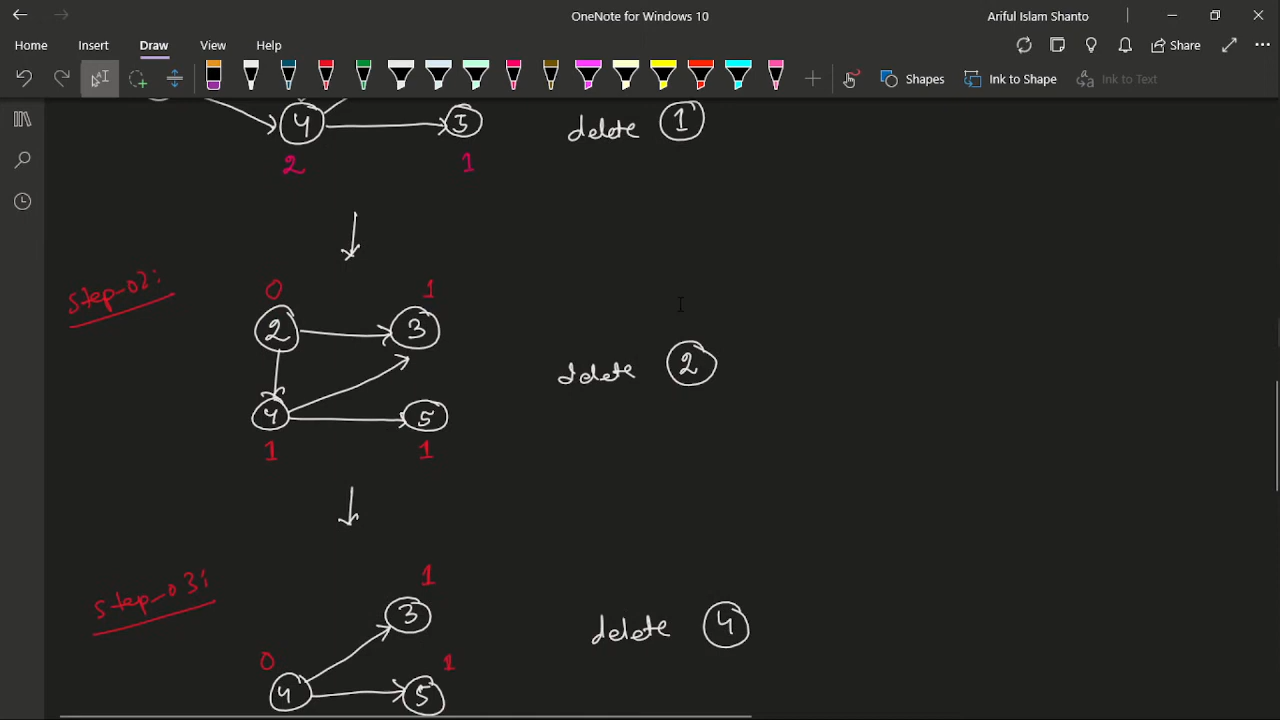 OneNote for Windows 10
Ariful Islam Shanto
Home Insert Draw View Help
Share
Shapes
Ink to Shape
Ink to Text
4 5 delete 1
2 1
Step-02:
0 1
2 3
delete 2
4 5
1 1
Step-03:
1
3 delete 4
0 1
4 5